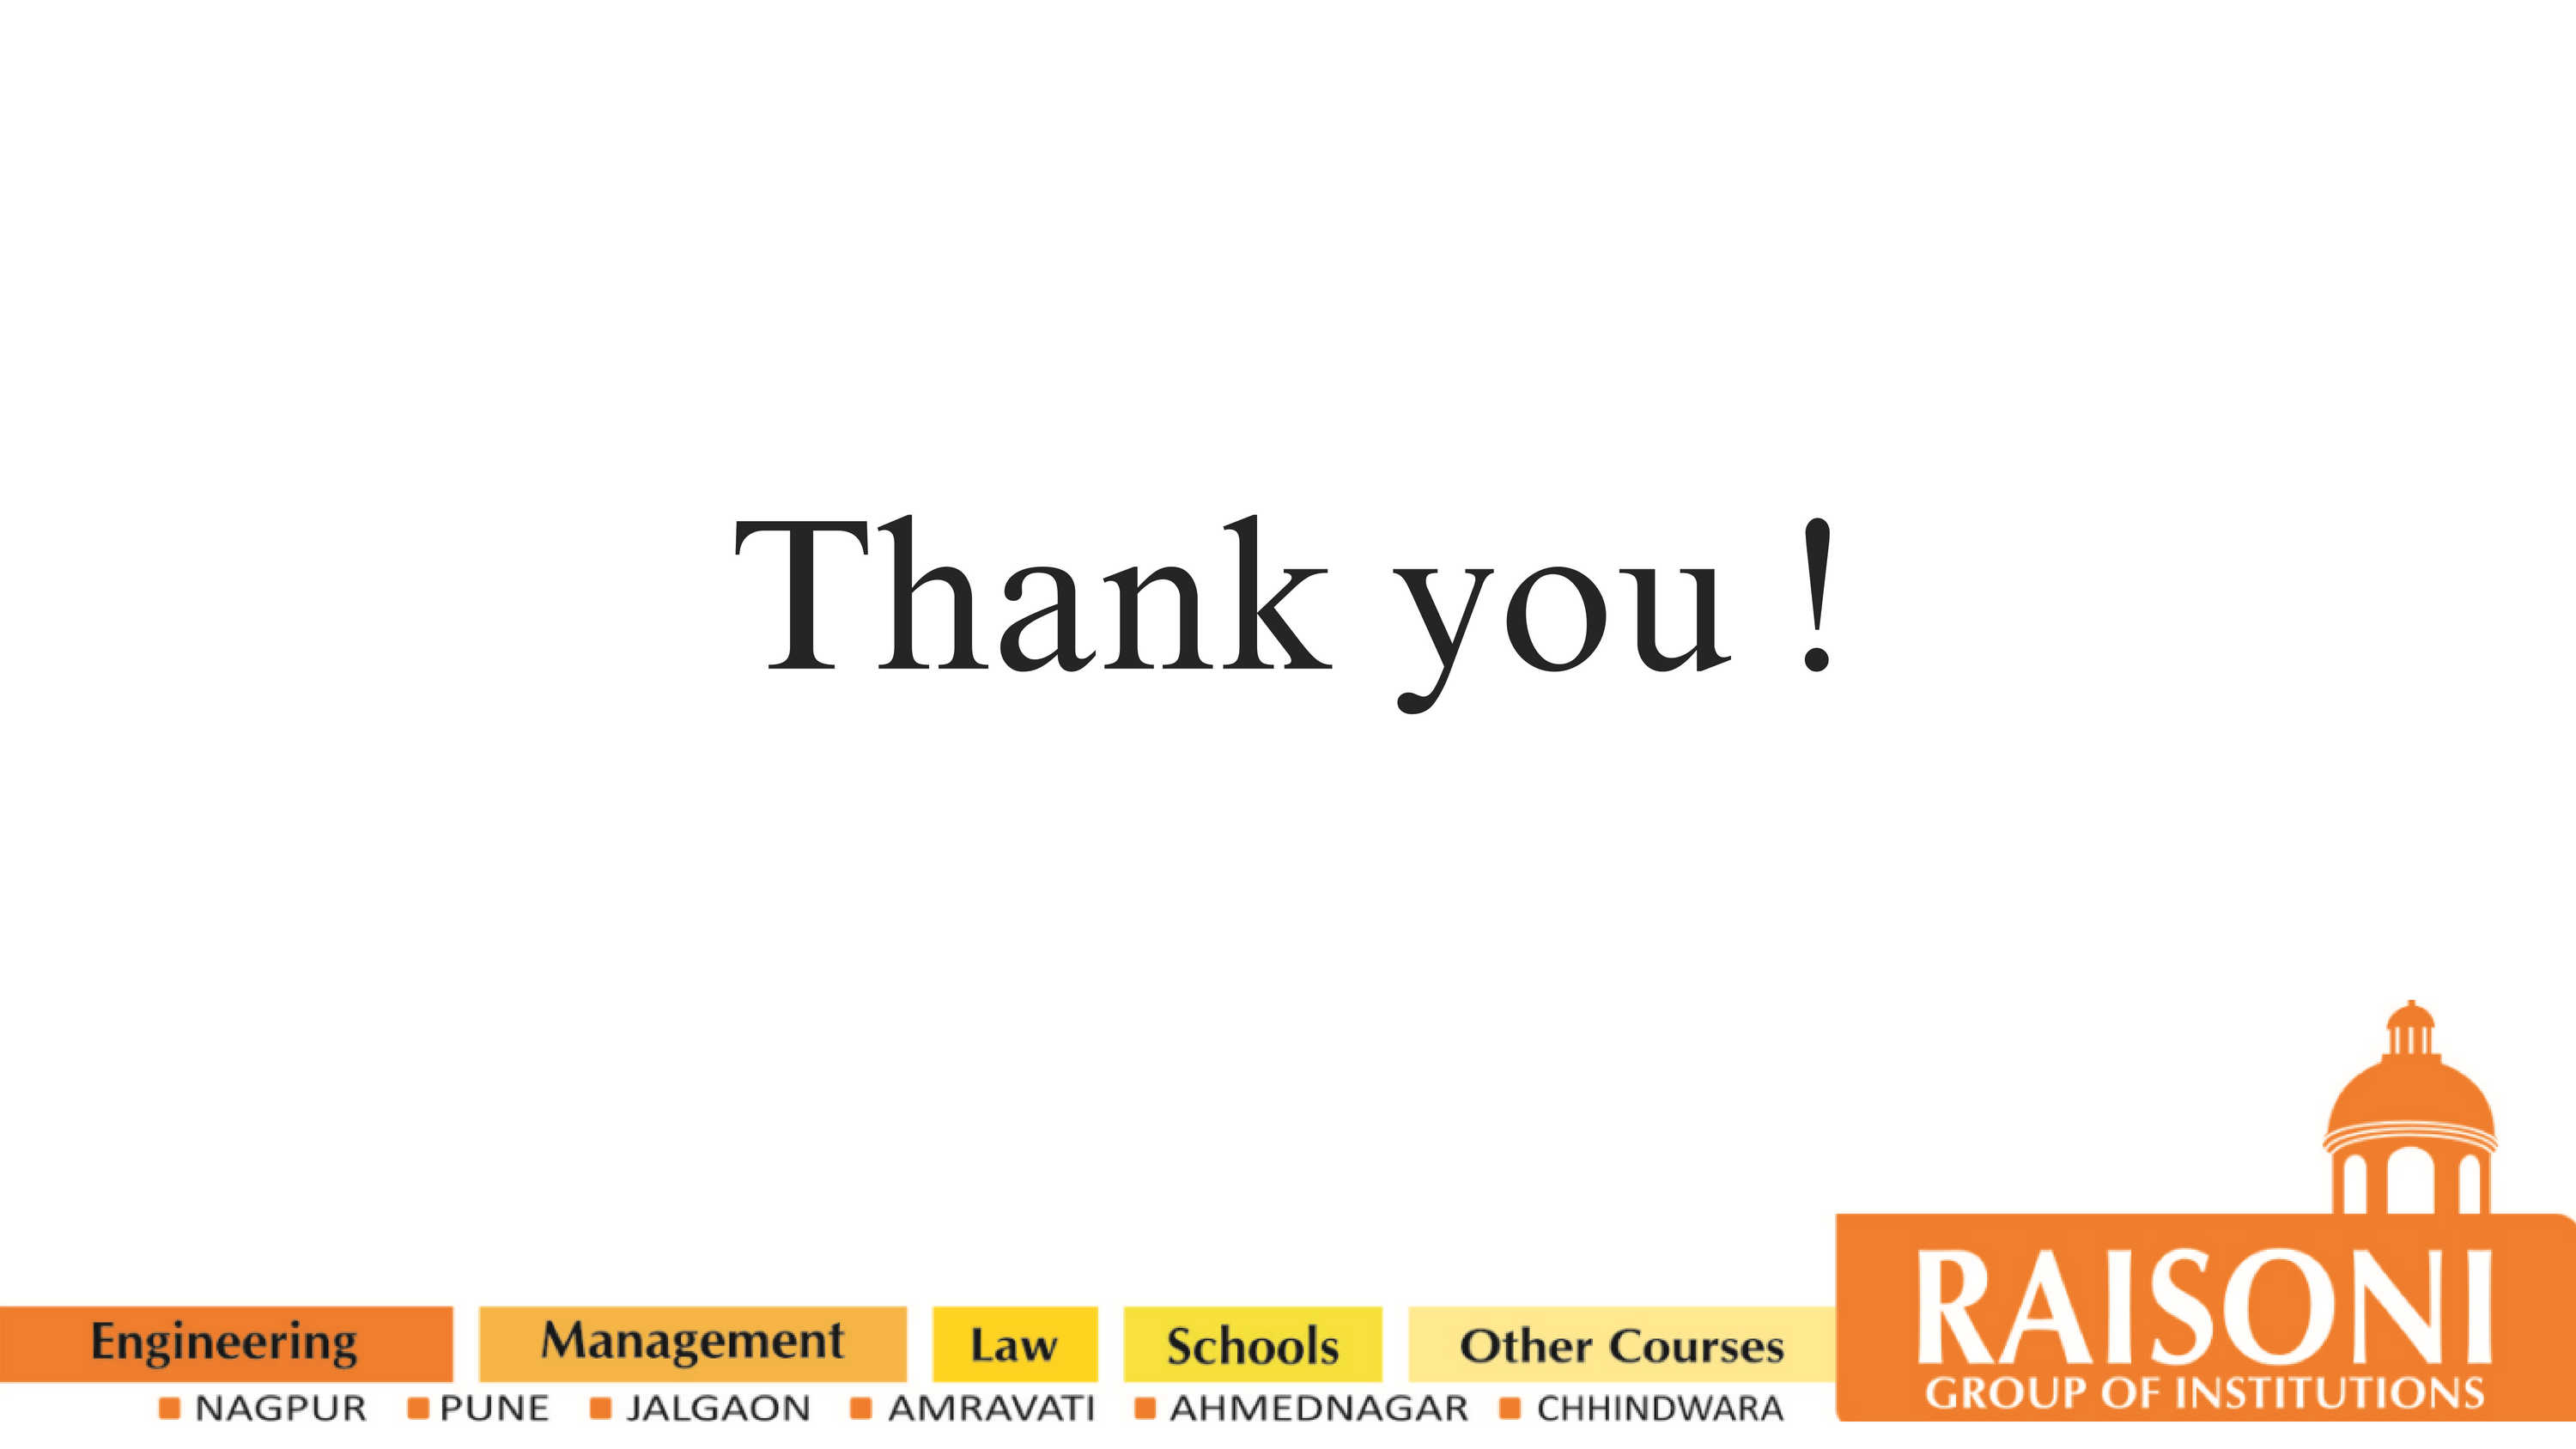 Thank you !
RAISONI
GROUP OF INSTITUTIONS
Engineering Management Law Schools Other Courses
NAGPUR PUNE JALGAON AMRAVATI AHMEDNAGAR CHHINDWARA